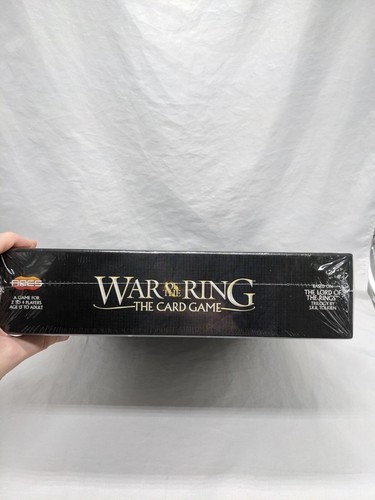 ARES
A GAME FOR
2 TO 4 PLAYERS
AGE 13 TO ADULT
WAR OF THE RING
THE CARD GAME
BASED ON
THE LORD OF
THE RINGS
TRILOGY BY
J.R.R. TOLKIEN